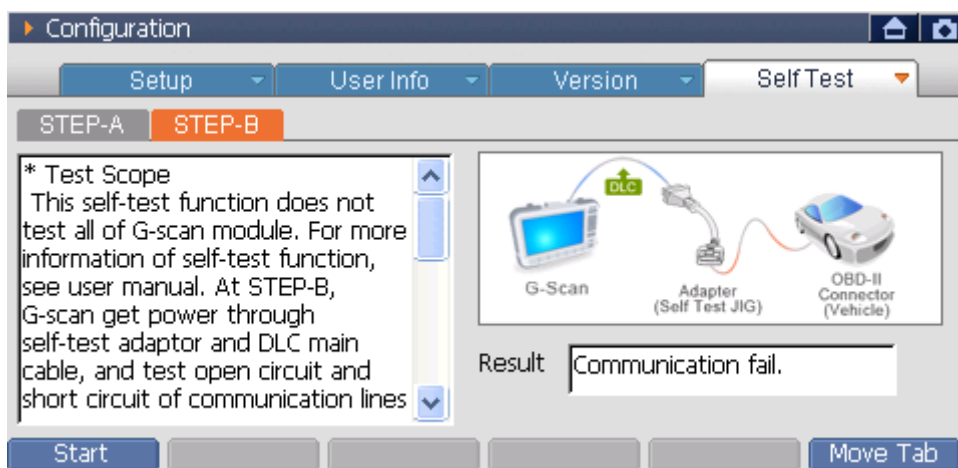 Configuration
Setup
User Info
Version
Self Test
STEP-A
STEP-B
* Test Scope
This self-test function does not
test all of G-scan module. For more
information of self-test function,
see user manual. At STEP-B,
G-scan get power through
self-test adaptor and DLC main
cable, and test open circuit and
short circuit of communication lines
DLC
G-Scan
Adapter
(Self Test JIG)
OBD-II
Connector
(Vehicle)
Result
Communication fail.
Start
Move Tab